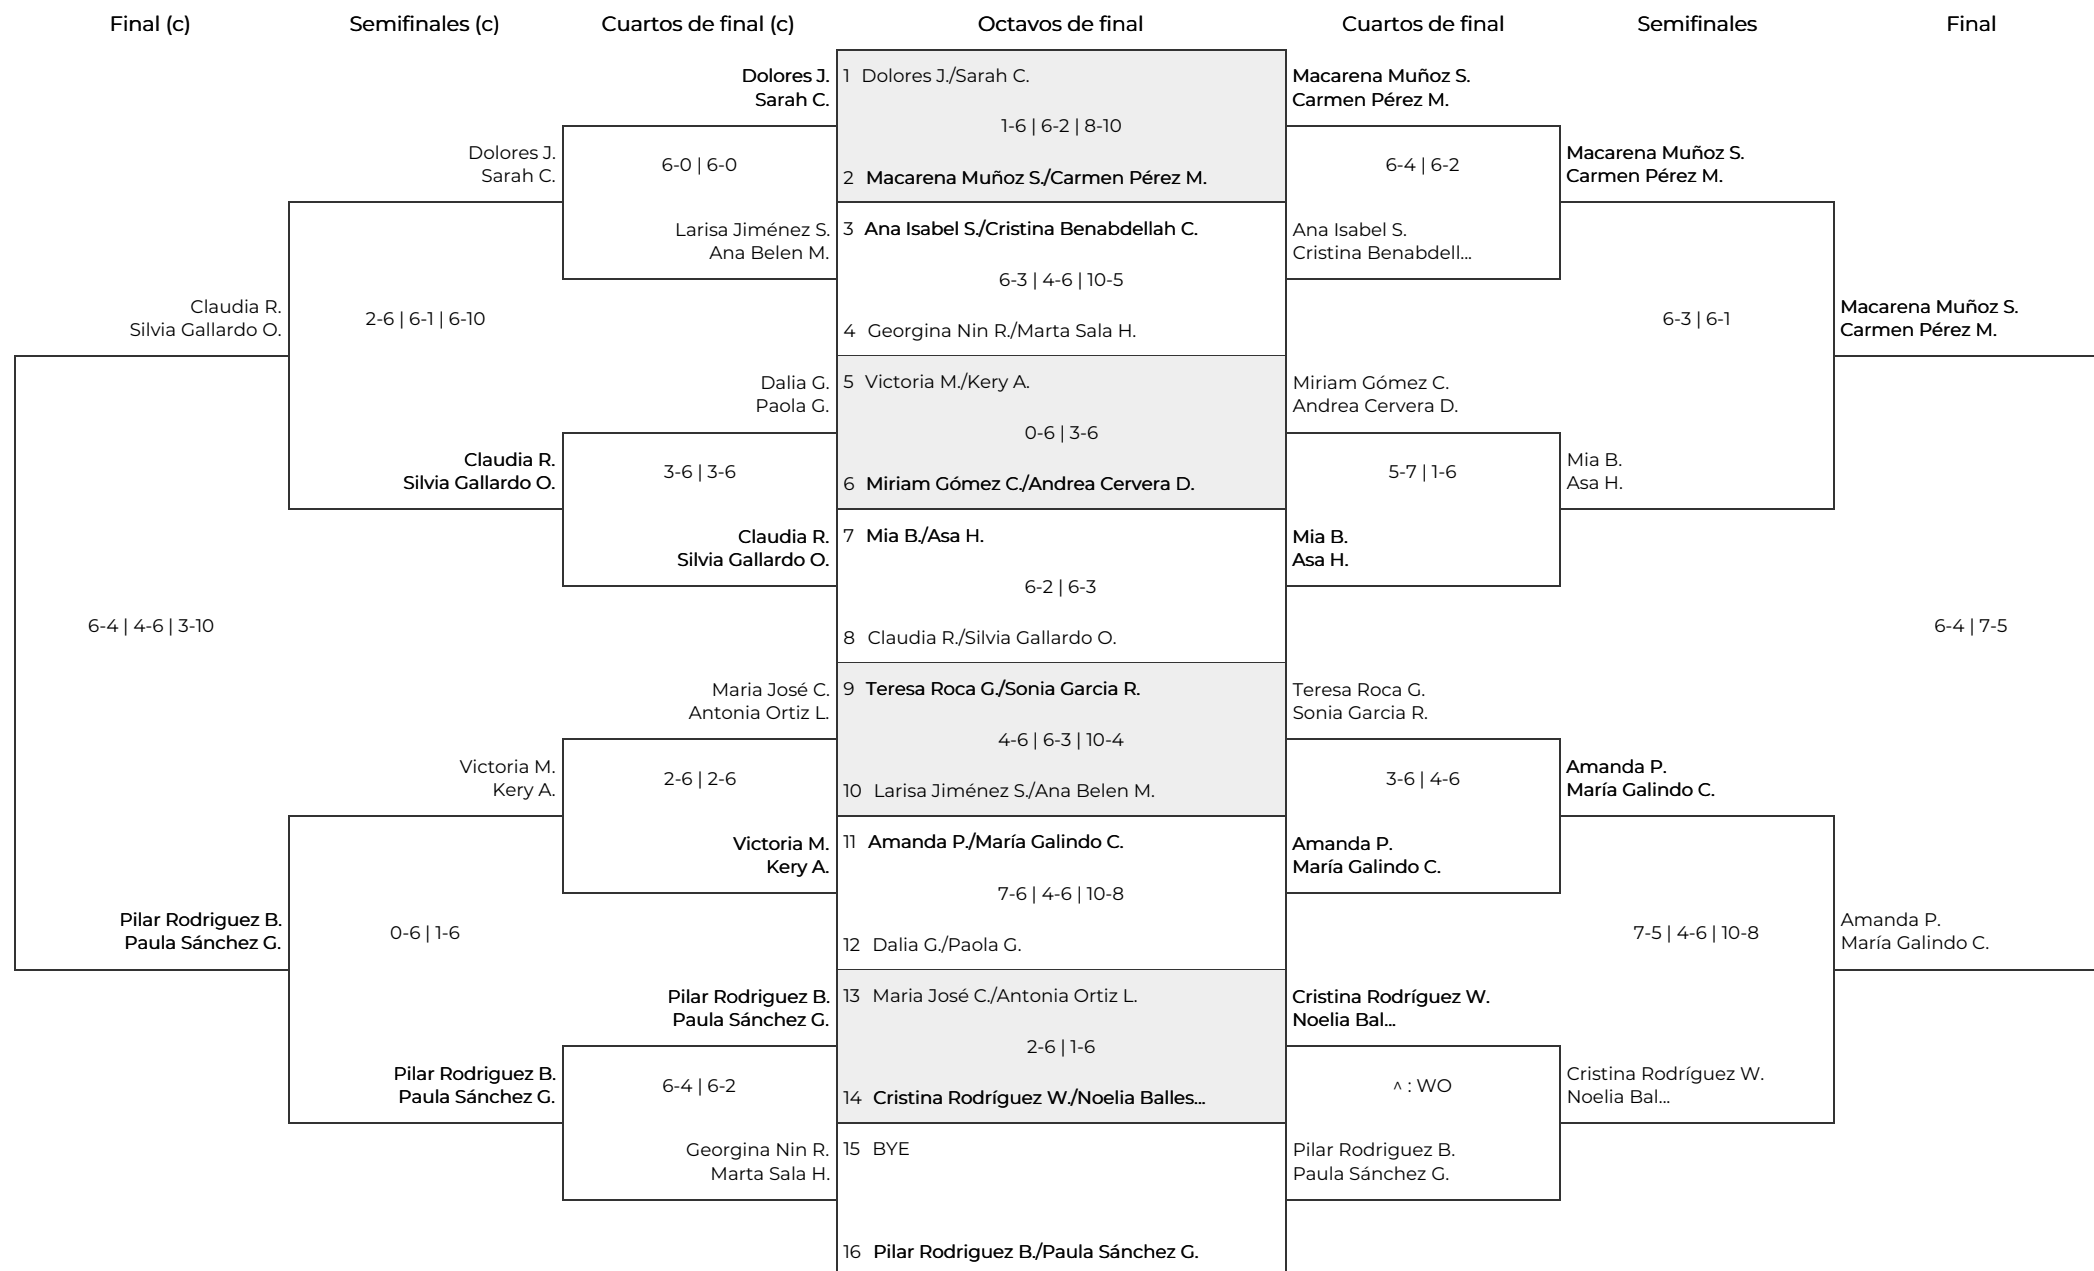 Final (c)
Semifinales (c)
Cuartos de final (c)
Octavos de final
Cuartos de final
Semifinales
Final
Claudia R.
Silvia Gallardo O.
6-4 | 4-6 | 3-10
Pilar Rodriguez B.
Paula Sánchez G.
Dolores J.
Sarah C.
2-6 | 6-1 | 6-10
Claudia R.
Silvia Gallardo O.
Victoria M.
Kery A.
0-6 | 1-6
Pilar Rodriguez B.
Paula Sánchez G.
Dolores J.
Sarah C.
6-0 | 6-0
Larisa Jiménez S.
Ana Belen M.
Dalia G.
Paola G.
3-6 | 3-6
Claudia R.
Silvia Gallardo O.
Maria José C.
Antonia Ortiz L.
2-6 | 2-6
Victoria M.
Kery A.
Pilar Rodriguez B.
Paula Sánchez G.
6-4 | 6-2
Georgina Nin R.
Marta Sala H.
1 Dolores J./Sarah C.
1-6 | 6-2 | 8-10
2 Macarena Muñoz S./Carmen Pérez M.
3 Ana Isabel S./Cristina Benabdellah C.
6-3 | 4-6 | 10-5
4 Georgina Nin R./Marta Sala H.
5 Victoria M./Kery A.
0-6 | 3-6
6 Miriam Gómez C./Andrea Cervera D.
7 Mia B./Asa H.
6-2 | 6-3
8 Claudia R./Silvia Gallardo O.
9 Teresa Roca G./Sonia Garcia R.
4-6 | 6-3 | 10-4
10 Larisa Jiménez S./Ana Belen M.
11 Amanda P./María Galindo C.
7-6 | 4-6 | 10-8
12 Dalia G./Paola G.
13 Maria José C./Antonia Ortiz L.
2-6 | 1-6
14 Cristina Rodríguez W./Noelia Balles...
15 BYE
16 Pilar Rodriguez B./Paula Sánchez G.
Macarena Muñoz S.
Carmen Pérez M.
6-4 | 6-2
Ana Isabel S.
Cristina Benabdell...
Miriam Gómez C.
Andrea Cervera D.
5-7 | 1-6
Mia B.
Asa H.
Teresa Roca G.
Sonia Garcia R.
3-6 | 4-6
Amanda P.
María Galindo C.
Cristina Rodríguez W.
Noelia Bal...
^ : WO
Pilar Rodriguez B.
Paula Sánchez G.
Macarena Muñoz S.
Carmen Pérez M.
6-3 | 6-1
Mia B.
Asa H.
Amanda P.
María Galindo C.
7-5 | 4-6 | 10-8
Cristina Rodríguez W.
Noelia Bal...
Macarena Muñoz S.
Carmen Pérez M.
6-4 | 7-5
Amanda P.
María Galindo C.